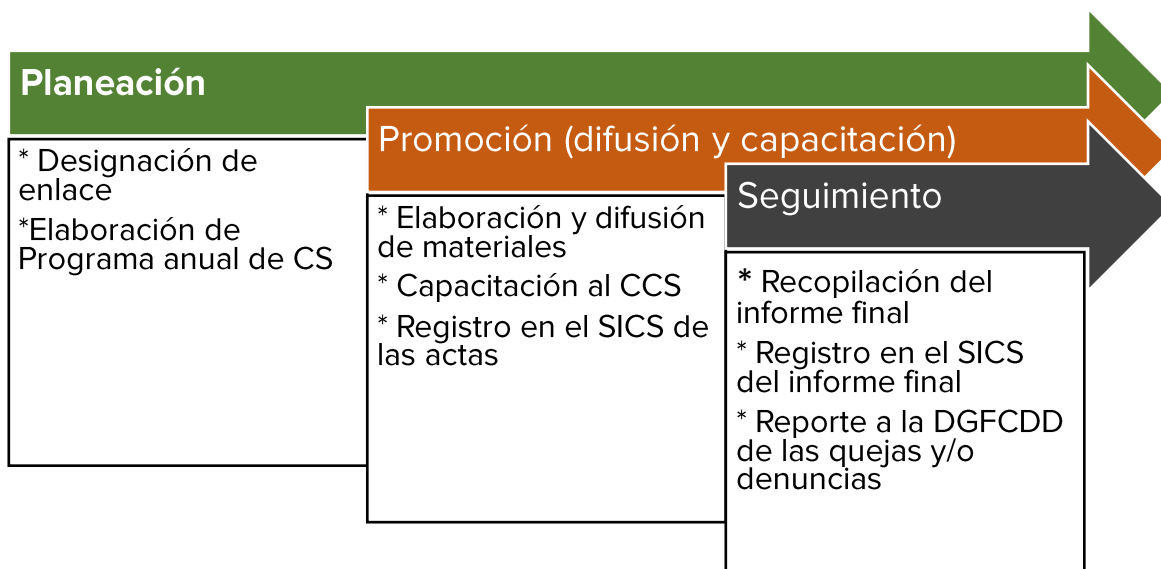 Planeación
* Designación de
enlace
*Elaboración de
Programa anual de CS
Promoción (difusión y capacitación)
* Elaboración y difusión
de materiales
* Capacitación al CCS
* Registro en el SICS de
las actas
Seguimiento
* Recopilación del
informe final
* Registro en el SICS
del informe final
* Reporte a la DGFCDD
de las quejas y/o
denuncias